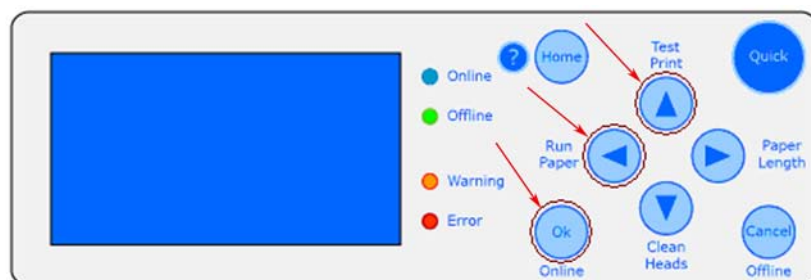 ?
Home
Test
Print
Quick
Online
Offline
Run
Paper
Paper
Length
Warning
Error
Ok
Online
Clean
Heads
Cancel
Offline